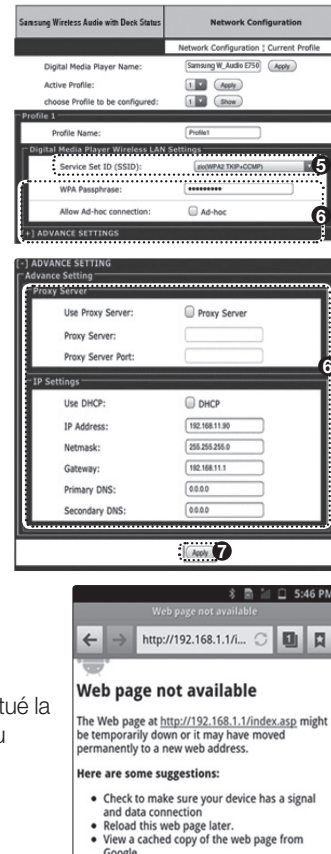 Samsung Wireless Audio with Dock Status
Network Configuration
Network Configuration ¦ Current Profile
Digital Media Player Name:
Samsung W_Audio E750
Apply
Active Profile:
1
Apply
choose Profile to be configured:
1
Show
Profile 1
Profile Name:
Profile1
Digital Media Player Wireless LAN Settings
Service Set ID (SSID):
zio(WPA2:TKIP+CCMP)
5
WPA Passphrase:
•••••••••
Allow Ad-hoc connection:
Ad-hoc
6
[+] ADVANCE SETTINGS
[-] ADVANCE SETTING
Advance Setting
Proxy Server
Use Proxy Server:
Proxy Server
Proxy Server:
Proxy Server Port:
6
IP Settings
Use DHCP:
DHCP
IP Address:
192.168.11.90
Netmask:
255.255.255.0
Gateway:
192.168.11.1
Primary DNS:
0.0.0.0
Secondary DNS:
0.0.0.0
Apply
7
5:46 PM
Web page not available
http://192.168.1.1/i...
1
Web page not available
tué la
u
The Web page at http://192.168.1.1/index.asp might
be temporarily down or it may have moved
permanently to a new web address.
Here are some suggestions:
• Check to make sure your device has a signal
and data connection
• Reload this web page later.
• View a cached copy of the web page from
Google